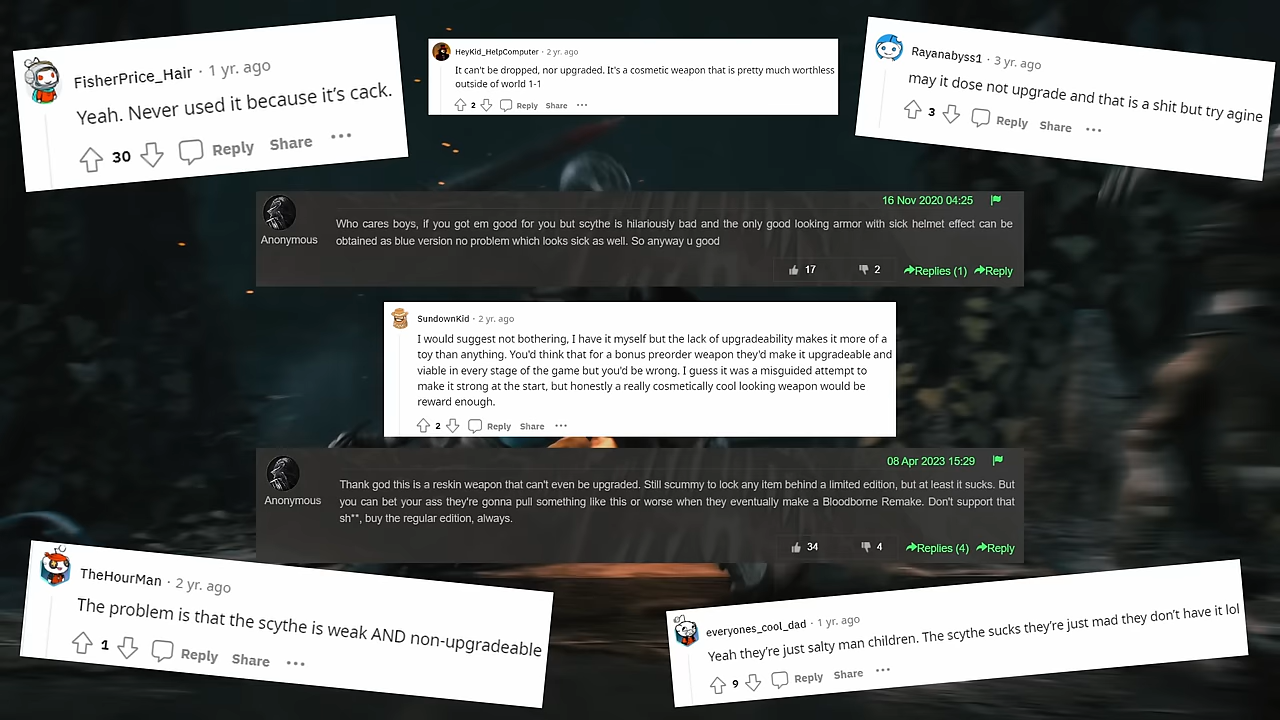 FisherPrice_Hair · 1 yr. ago
Yeah. Never used it because it’s cack.
30 Reply Share ···
HeyKid_HelpComputer · 2 yr. ago
It can't be dropped, nor upgraded. It's a cosmetic weapon that is pretty much worthless
outside of world 1-1
2 Reply Share ···
Rayanabyss1 · 3 yr. ago
may it dose not upgrade and that is a shit but try agine
3 Reply Share ···
16 Nov 2020 04:25
Anonymous
Who cares boys, if you got em good for you but scythe is hilariously bad and the only good looking armor with sick helmet effect can be
obtained as blue version no problem which looks sick as well. So anyway u good
17 2 Replies (1) Reply
SundownKid · 2 yr. ago
I would suggest not bothering, I have it myself but the lack of upgradeability makes it more of a
toy than anything. You'd think that for a bonus preorder weapon they'd make it upgradeable and
viable in every stage of the game but you'd be wrong. I guess it was a misguided attempt to
make it strong at the start, but honestly a really cosmetically cool looking weapon would be
reward enough.
2 Reply Share ···
08 Apr 2023 15:29
Anonymous
Thank god this is a reskin weapon that can't even be upgraded. Still scummy to lock any item behind a limited edition, but at least it sucks. But
you can bet your ass they're gonna pull something like this or worse when they eventually make a Bloodborne Remake. Don't support that
sh**, buy the regular edition, always.
34 4 Replies (4) Reply
TheHourMan · 2 yr. ago
The problem is that the scythe is weak AND non-upgradeable
1 Reply Share ···
everyones_cool_dad · 1 yr. ago
Yeah they’re just salty man children. The scythe sucks they’re just mad they don’t have it lol
9 Reply Share ···